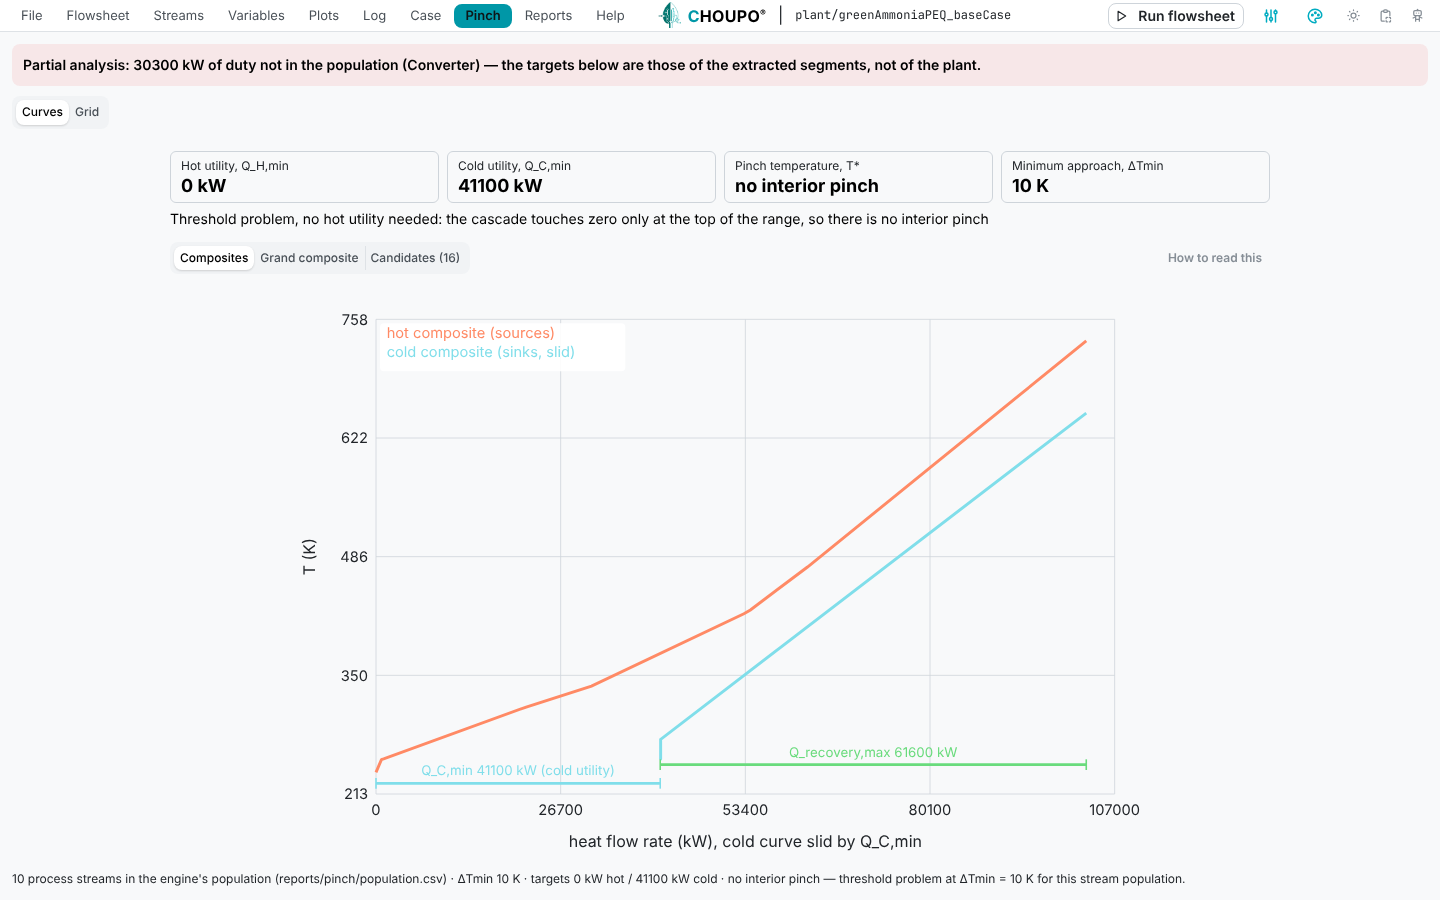 File Flowsheet Streams Variables Plots Log Case Pinch Reports Help CHOUPO® plant/greenAmmoniaPEQ_baseCase Run flowsheet
Partial analysis: 30300 kW of duty not in the population (Converter) — the targets below are those of the extracted segments, not of the plant.
Curves Grid
Hot utility, Q_H,min
0 kW
Cold utility, Q_C,min
41100 kW
Pinch temperature, T*
no interior pinch
Minimum approach, ΔTmin
10 K
Threshold problem, no hot utility needed: the cascade touches zero only at the top of the range, so there is no interior pinch
Composites Grand composite Candidates (16) How to read this
758
hot composite (sources)
cold composite (sinks, slid)
622
T (K)
486
350
Q_recovery,max 61600 kW
Q_C,min 41100 kW (cold utility)
213
0 26700 53400 80100 107000
heat flow rate (kW), cold curve slid by Q_C,min
10 process streams in the engine's population (reports/pinch/population.csv) · ΔTmin 10 K · targets 0 kW hot / 41100 kW cold · no interior pinch — threshold problem at ΔTmin = 10 K for this stream population.